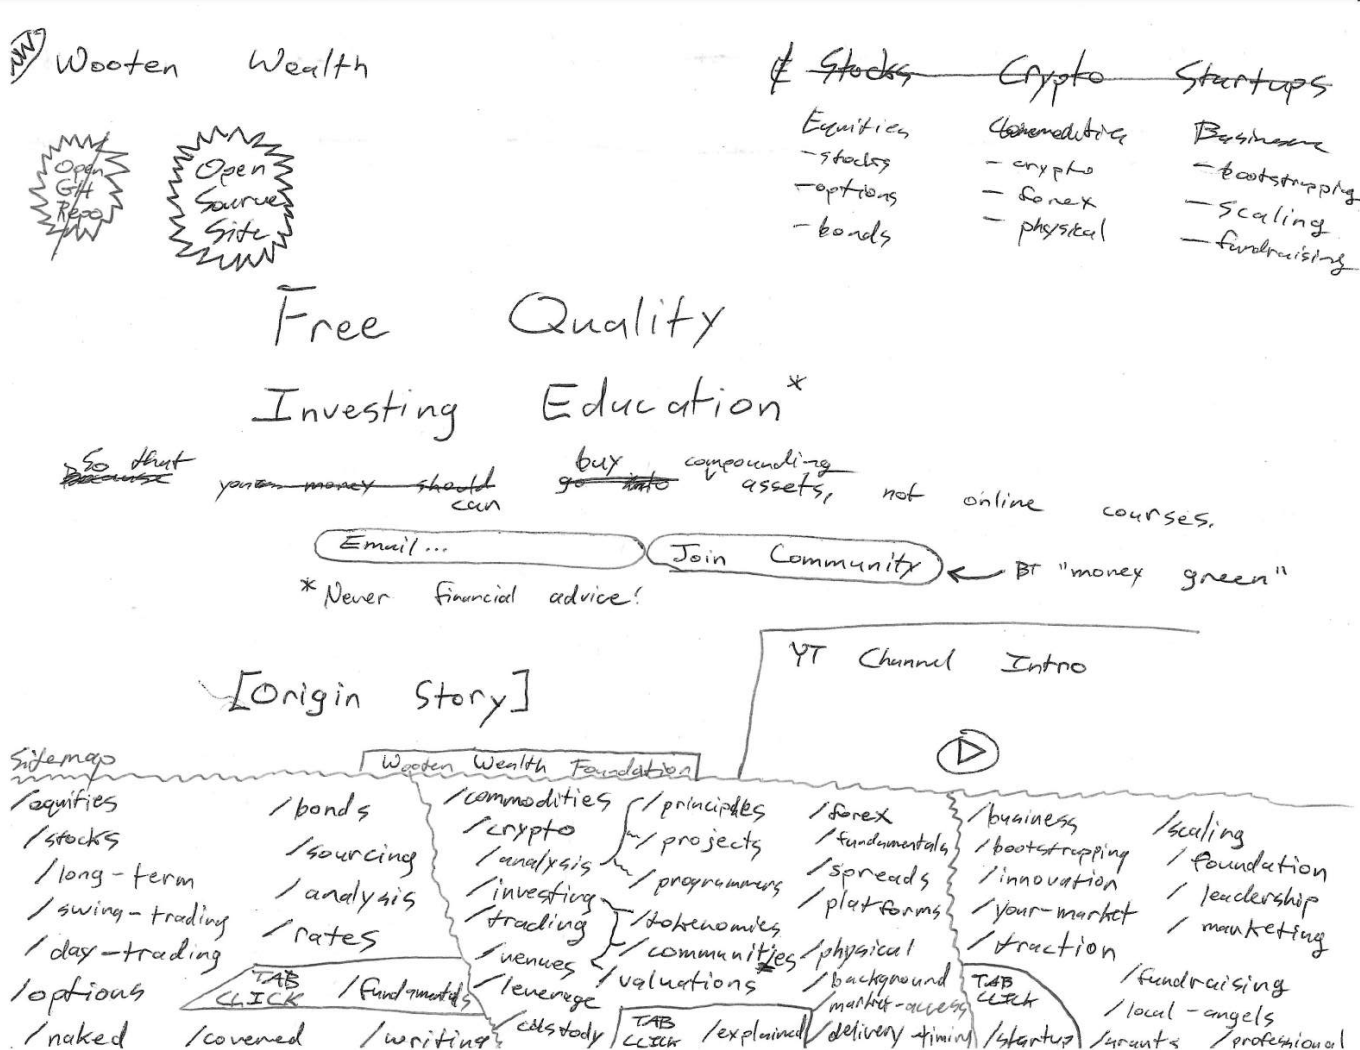 WW Wooten Wealth
Stocks Crypto Startups
Equities Commodities Business
-stocks - crypto -bootstrapping
-options - forex - scaling
-bonds - physical - fundraising
Open
GH
Repo
Open
Source
Site
Free Quality
Investing Education*
So that buy compounding
because you money should go into assets, not online courses.
can
Email... Join Community ← BT "money green"
*Never financial advice!
YT Channel Intro
[Origin Story]
Sitemap
Wooten Wealth Foundation
/equities
/stocks
/long-term
/swing-trading
/day-trading
/options
/naked /covered /writing
/bonds
/sourcing
/analysis
/rates
TAB
CLICK /fundamentals
/commodities
/crypto
/analysis
/investing
/trading
/venues
/leverage
/custody
/principles
/projects
/programmers
/tokenomics
/communities
/valuations
TAB
CLICK /explained
/forex
/fundamentals
/spreads
/platforms
/physical
/background
/market-access
/delivery-timing
/business
/bootstrapping
/innovation
/your-market
/traction
TAB
CLICK
/startup
/scaling
/foundation
/leadership
/marketing
/fundraising
/local-angels
/grants /professional